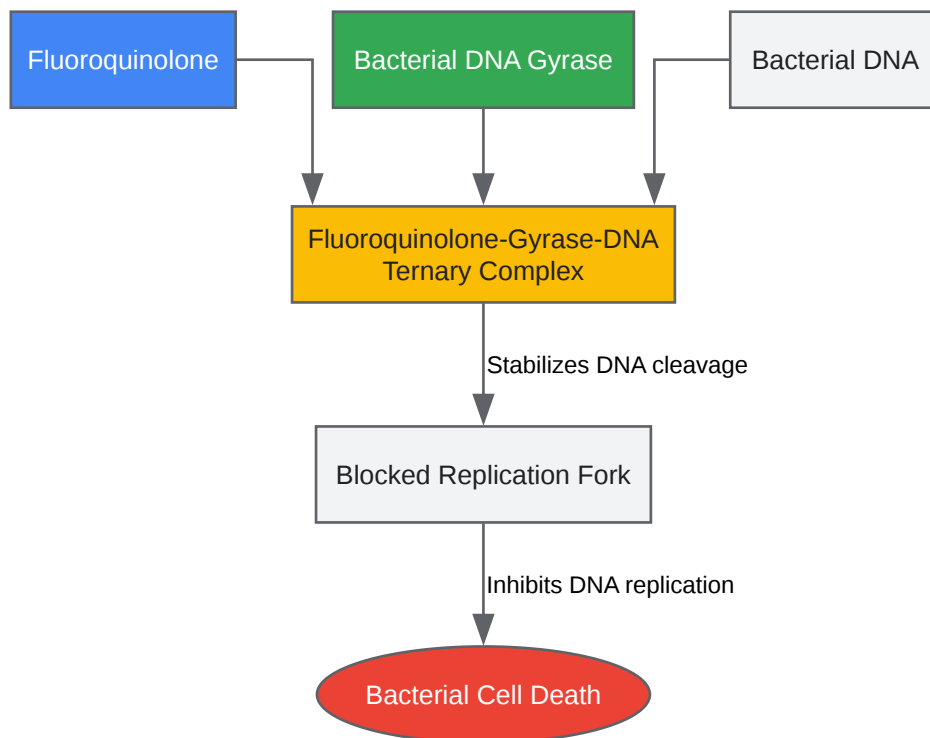 Fluoroquinolone
Bacterial DNA Gyrase
Bacterial DNA
Fluoroquinolone-Gyrase-DNA
Ternary Complex
Stabilizes DNA cleavage
Blocked Replication Fork
Inhibits DNA replication
Bacterial Cell Death